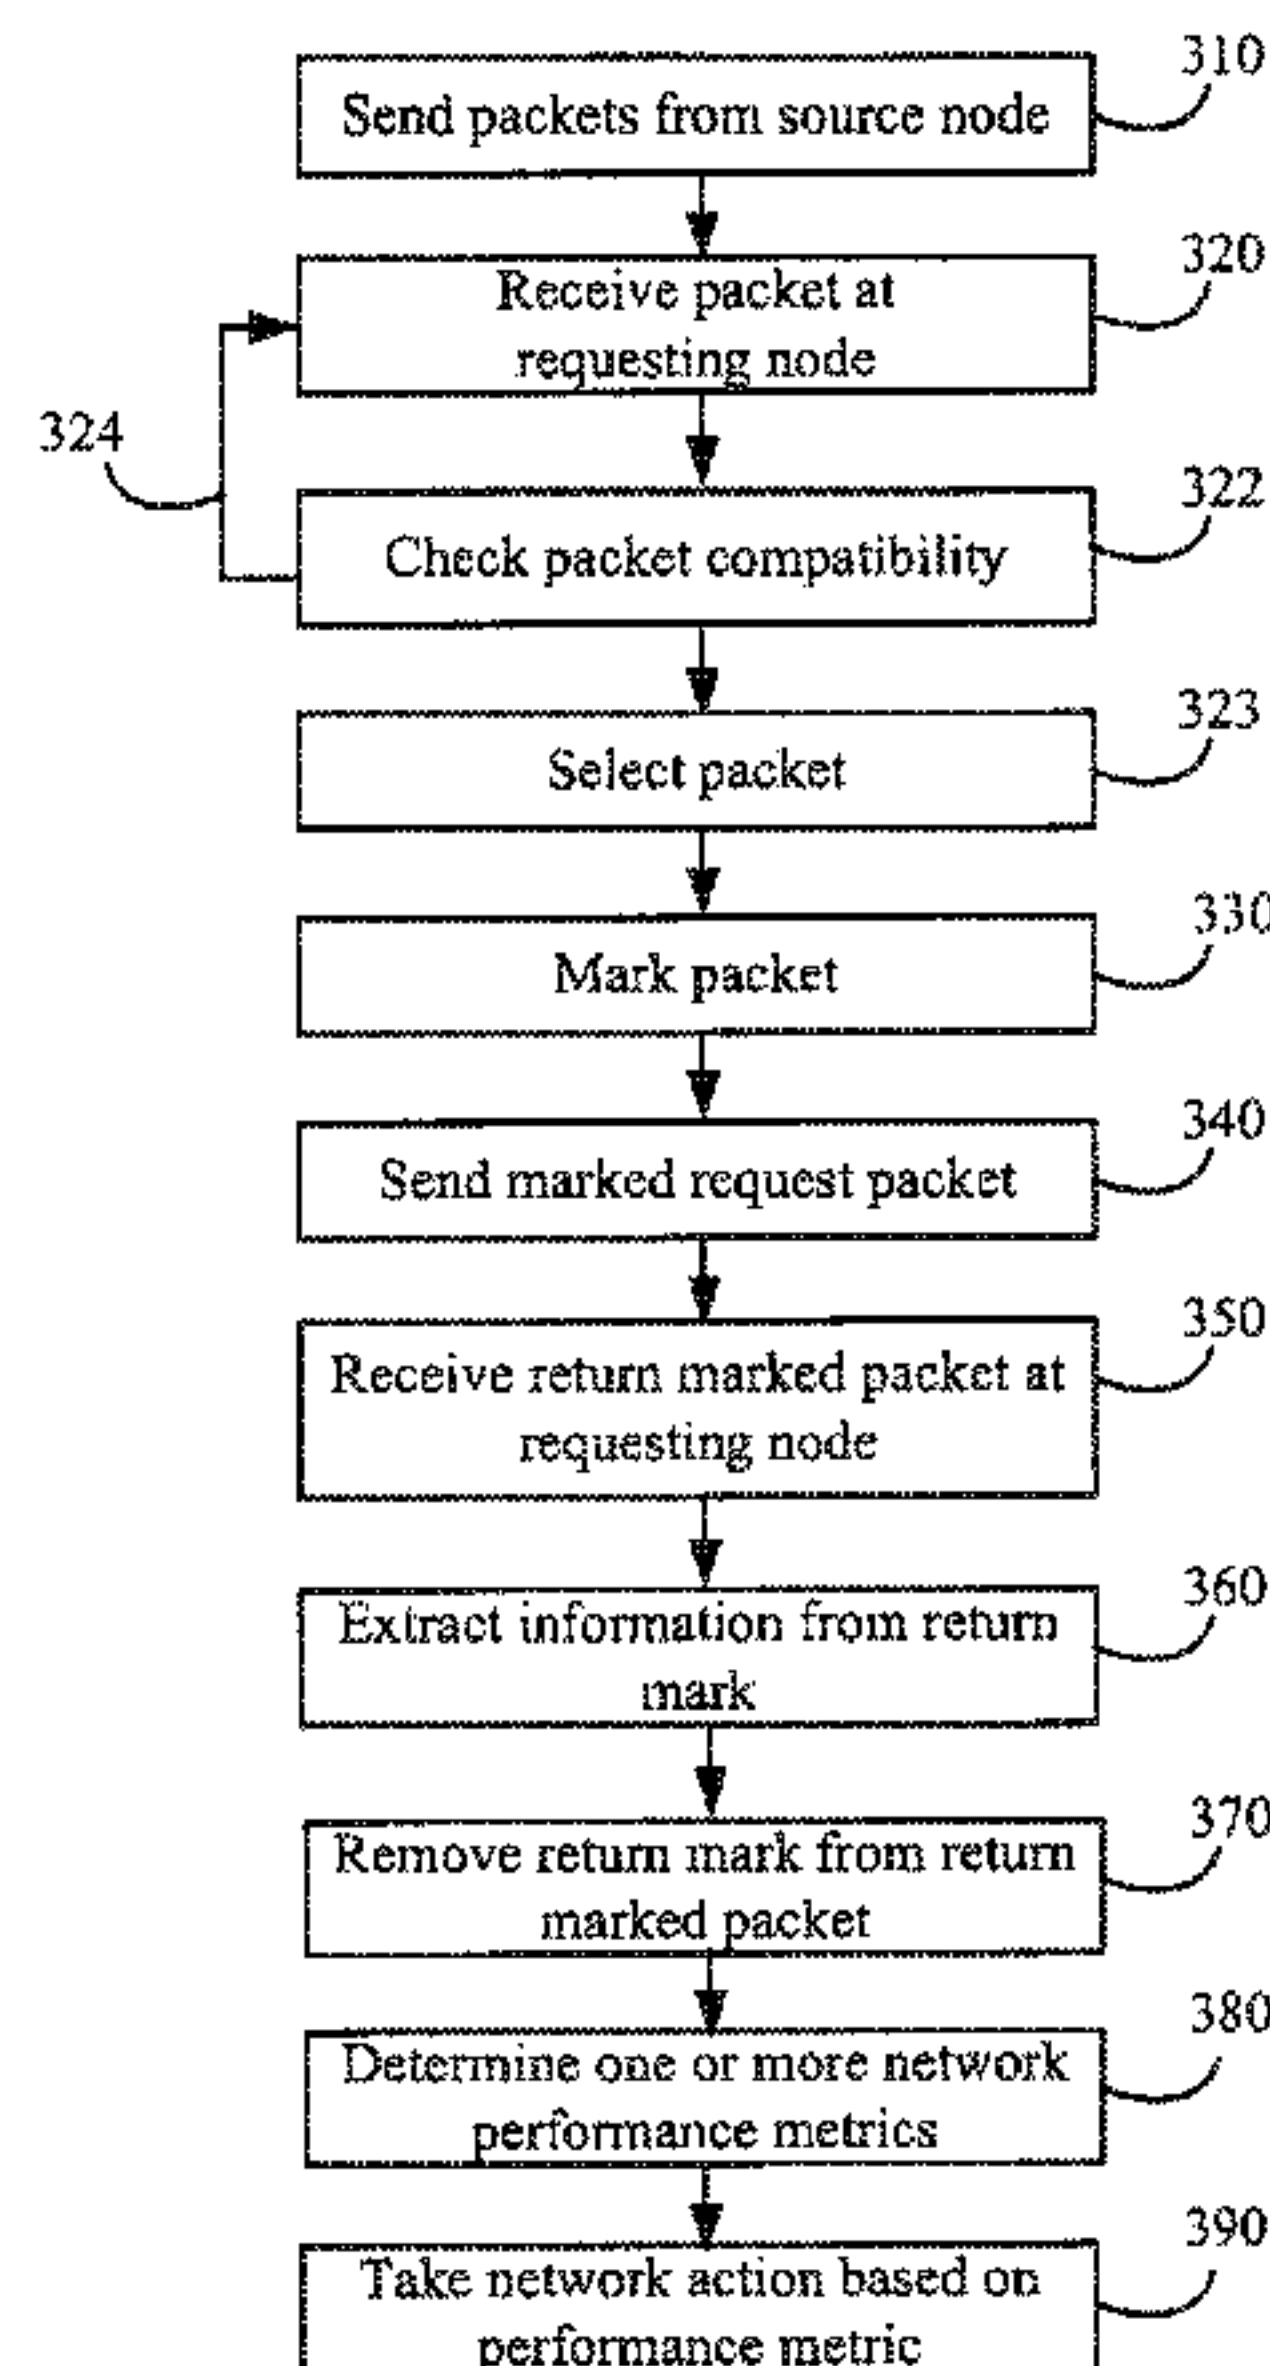 310
Send packets from source node
320
Receive packet at
requesting node
324
322
Check packet compatibility
323
Select packet
330
Mark packet
340
Send marked request packet
350
Receive return marked packet at
requesting node
360
Extract information from return
mark
370
Remove return mark from return
marked packet
380
Determine one or more network
performance metrics
390
Take network action based on
performance metric